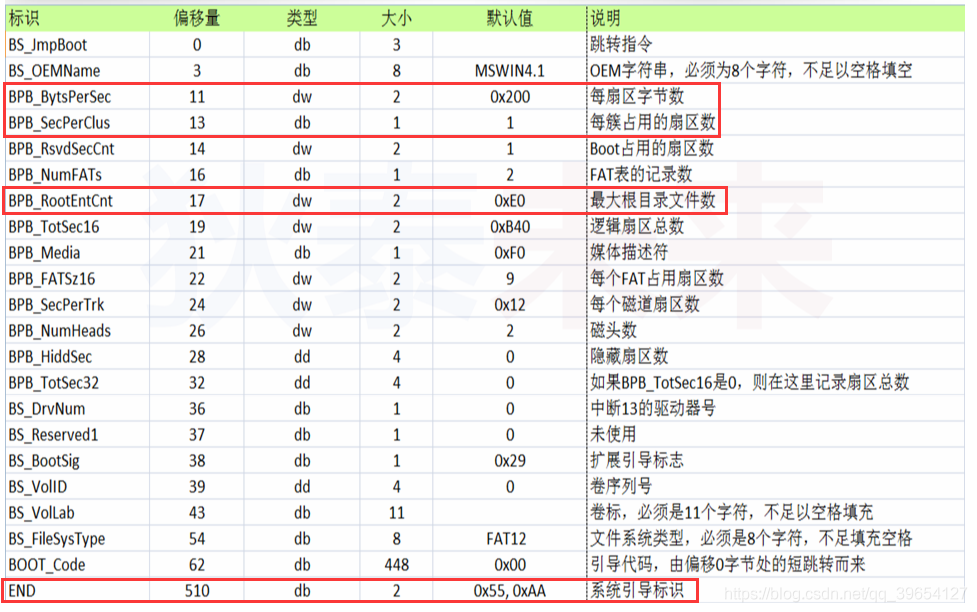 标识 偏移量 类型 大小 默认值 说明
BS_JmpBoot 0 db 3 跳转指令
BS_OEMName 3 db 8 MSWIN4.1 OEM字符串，必须为8个字符，不足以空格填空
BPB_BytsPerSec 11 dw 2 0x200 每扇区字节数
BPB_SecPerClus 13 db 1 1 每簇占用的扇区数
BPB_RsvdSecCnt 14 dw 2 1 Boot占用的扇区数
BPB_NumFATs 16 db 1 2 FAT表的记录数
BPB_RootEntCnt 17 dw 2 0xE0 最大根目录文件数
BPB_TotSec16 19 dw 2 0xB40 逻辑扇区总数
BPB_Media 21 db 1 0xF0 媒体描述符
BPB_FATSz16 22 dw 2 9 每个FAT占用扇区数
BPB_SecPerTrk 24 dw 2 0x12 每个磁道扇区数
BPB_NumHeads 26 dw 2 2 磁头数
BPB_HiddSec 28 dd 4 0 隐藏扇区数
BPB_TotSec32 32 dd 4 0 如果BPB_TotSec16是0，则在这里记录扇区总数
BS_DrvNum 36 db 1 0 中断13的驱动器号
BS_Reserved1 37 db 1 0 未使用
BS_BootSig 38 db 1 0x29 扩展引导标志
BS_VolID 39 dd 4 0 卷序列号
BS_VolLab 43 db 11 卷标，必须是11个字符，不足以空格填充
BS_FileSysType 54 db 8 FAT12 文件系统类型，必须是8个字符，不足填充空格
BOOT_Code 62 db 448 0x00 引导代码，由偏移0字节处的短跳转而来
END 510 db 2 0x55, 0xAA 系统引导标识
狄泰未来
https://blog.csdn.net/qq_39654127